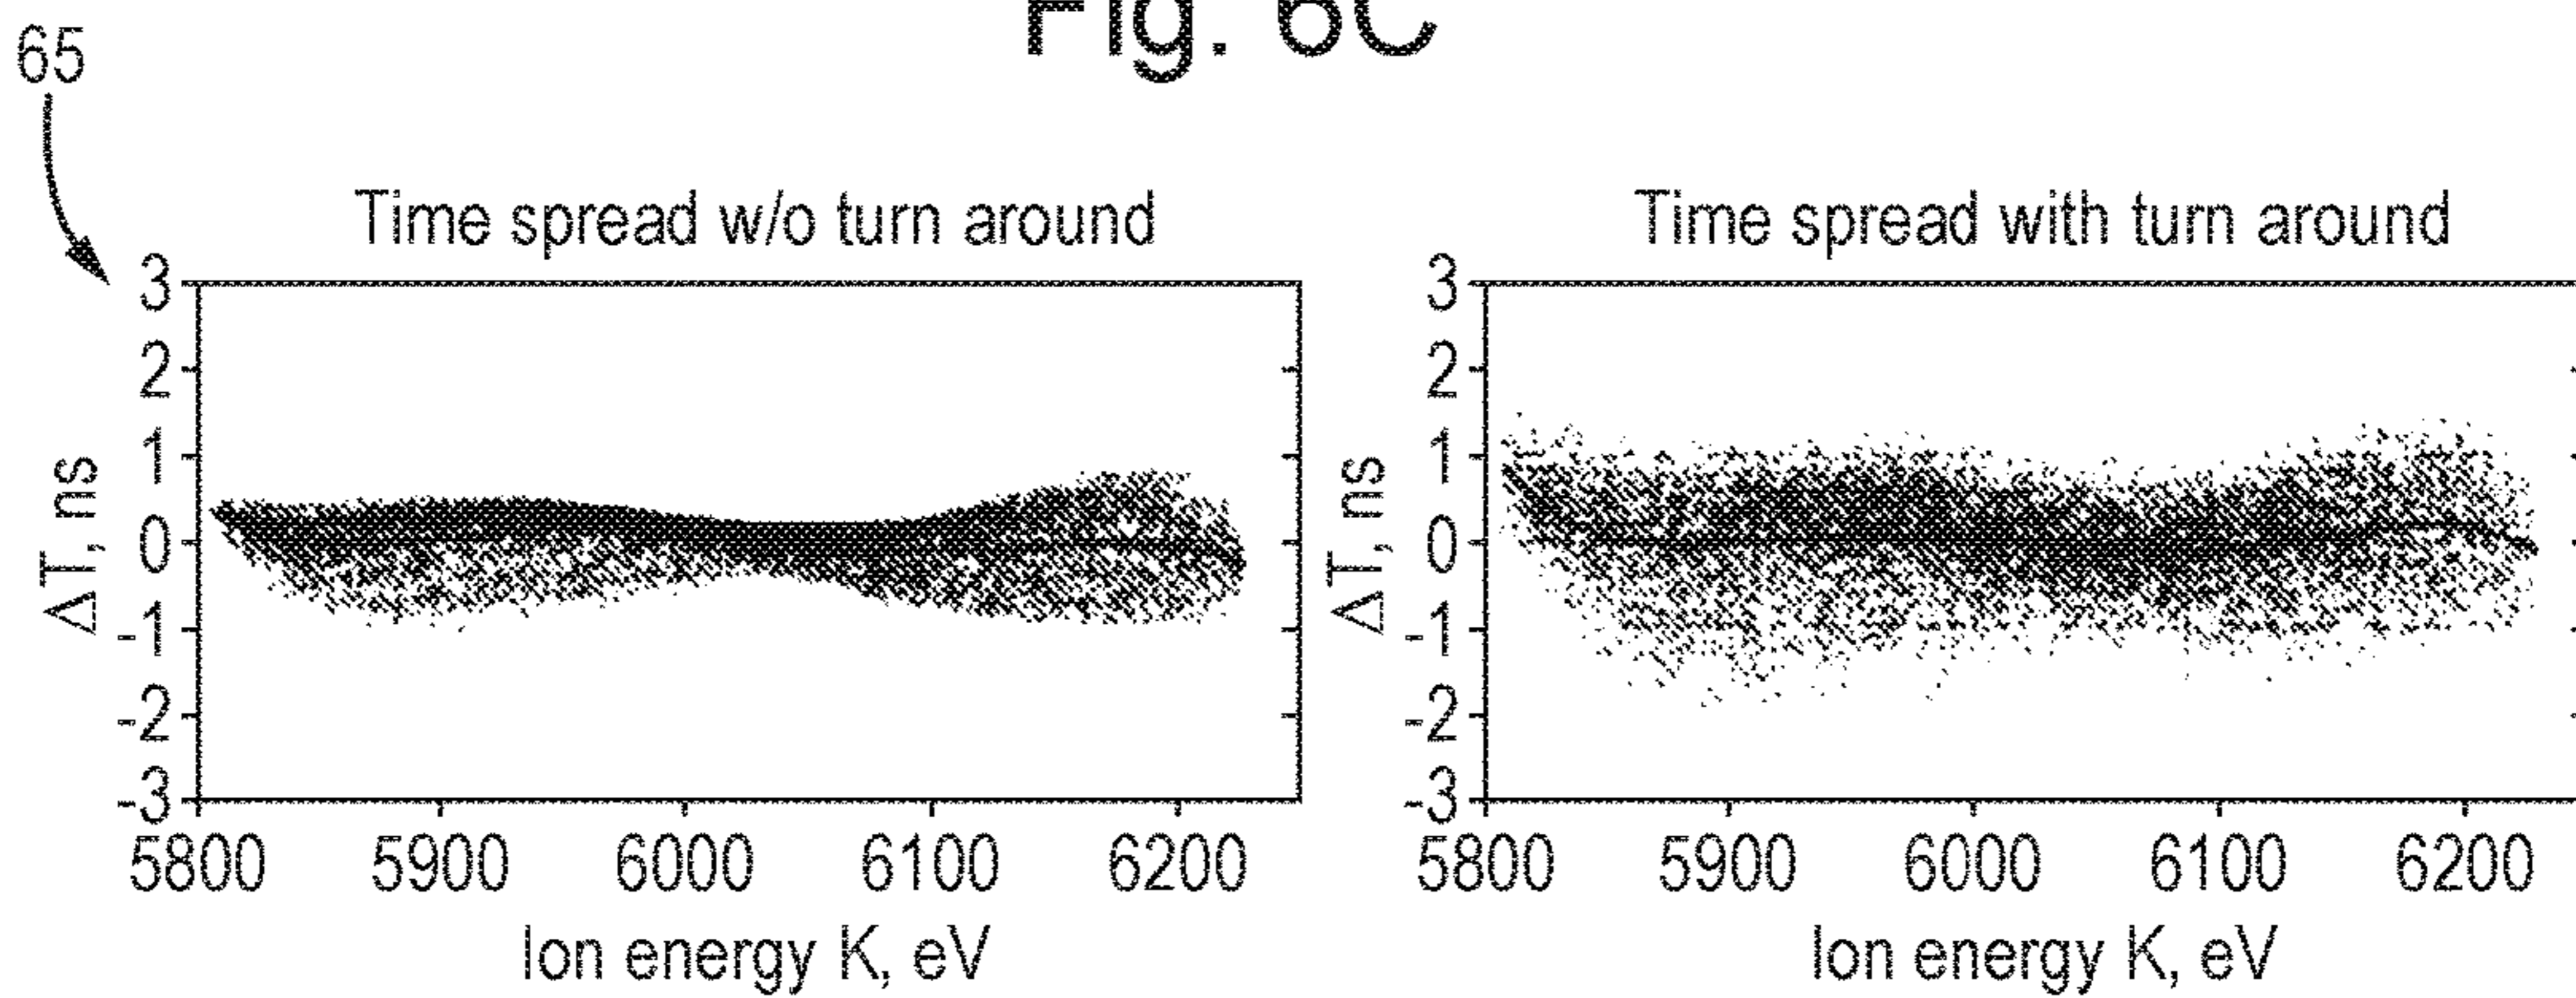 Fig. 6C
65
Time spread w/o turn around
3
2
1
0
-1
-2
-3
ΔT, ns
5800 5900 6000 6100 6200
Ion energy K, eV
Time spread with turn around
3
2
1
0
-1
-2
-3
ΔT, ns
5800 5900 6000 6100 6200
Ion energy K, eV